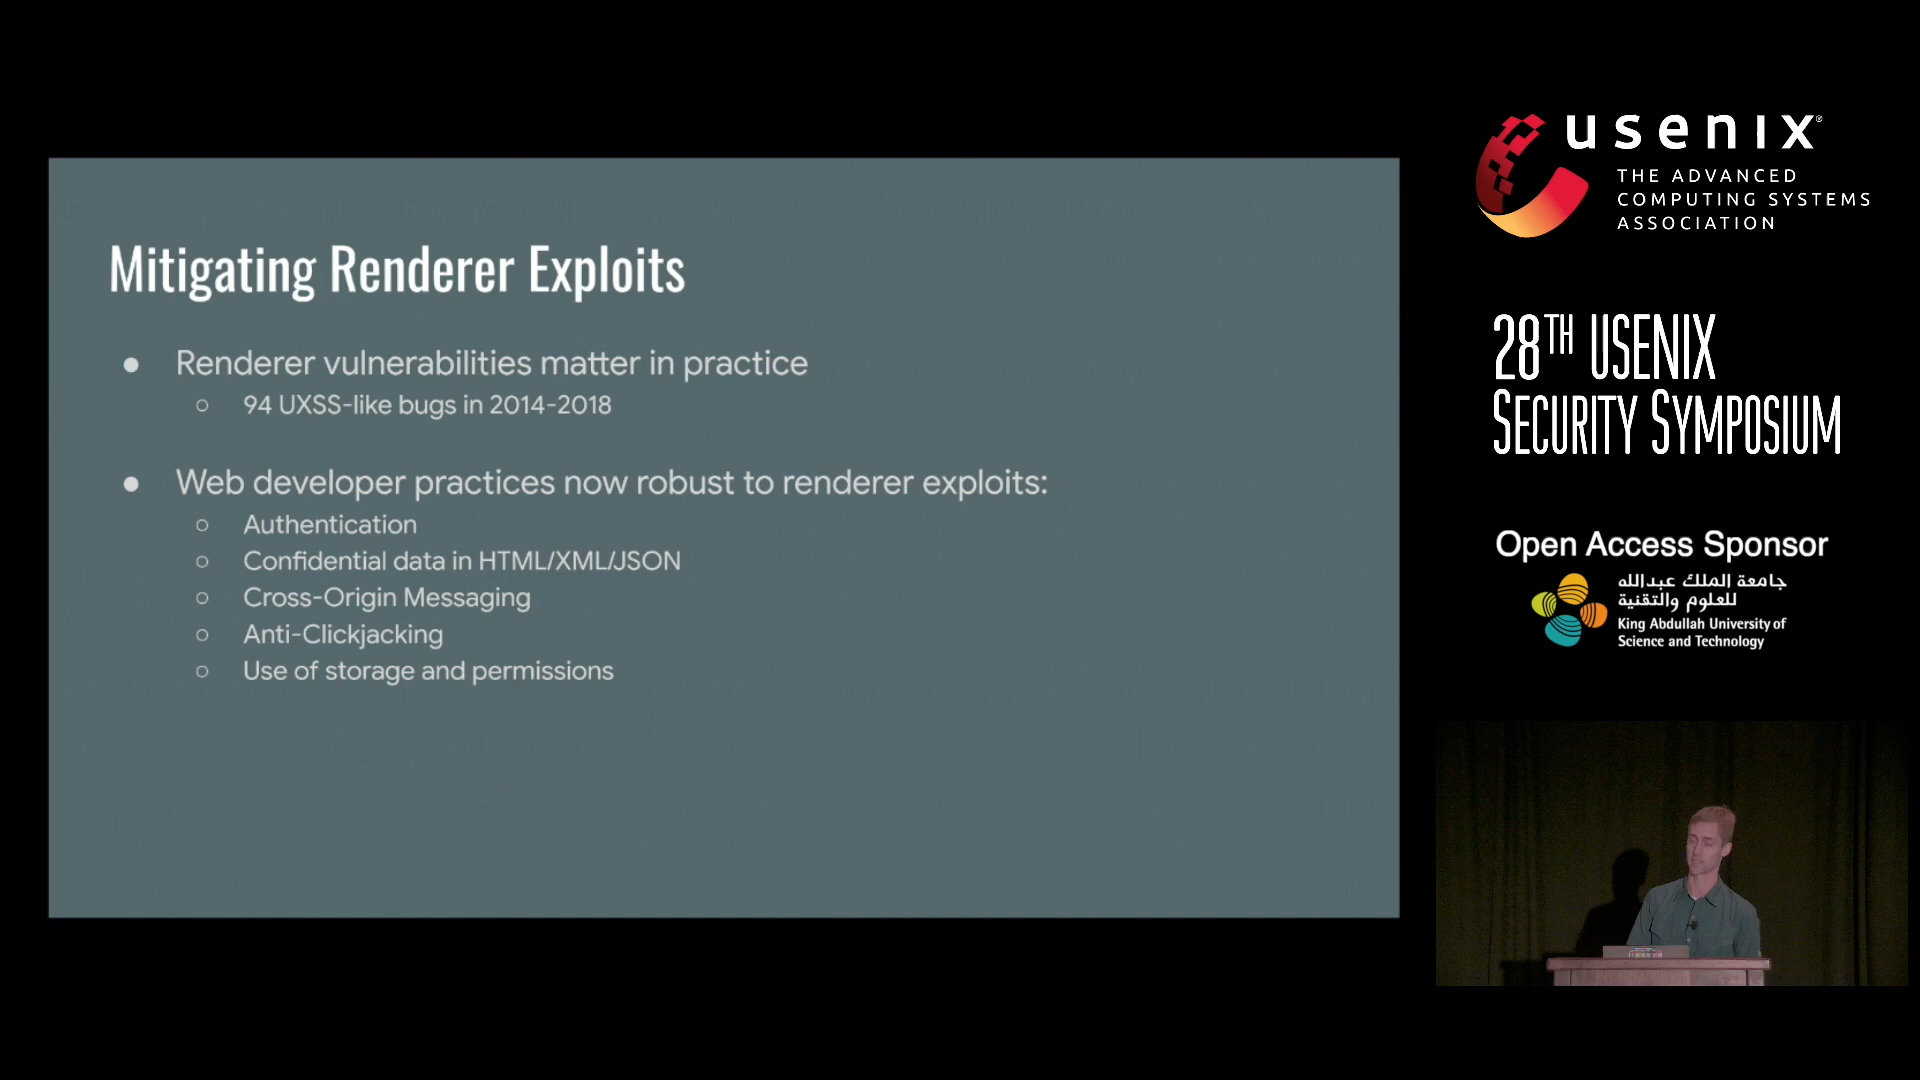 Mitigating Renderer Exploits
● Renderer vulnerabilities matter in practice
○ 94 UXSS-like bugs in 2014-2018
● Web developer practices now robust to renderer exploits:
○ Authentication
○ Confidential data in HTML/XML/JSON
○ Cross-Origin Messaging
○ Anti-Clickjacking
○ Use of storage and permissions
usenix®
THE ADVANCED
COMPUTING SYSTEMS
ASSOCIATION
28TH USENIX
SECURITY SYMPOSIUM
Open Access Sponsor
جامعة الملك عبدالله
للعلوم والتقنية
King Abdullah University of
Science and Technology